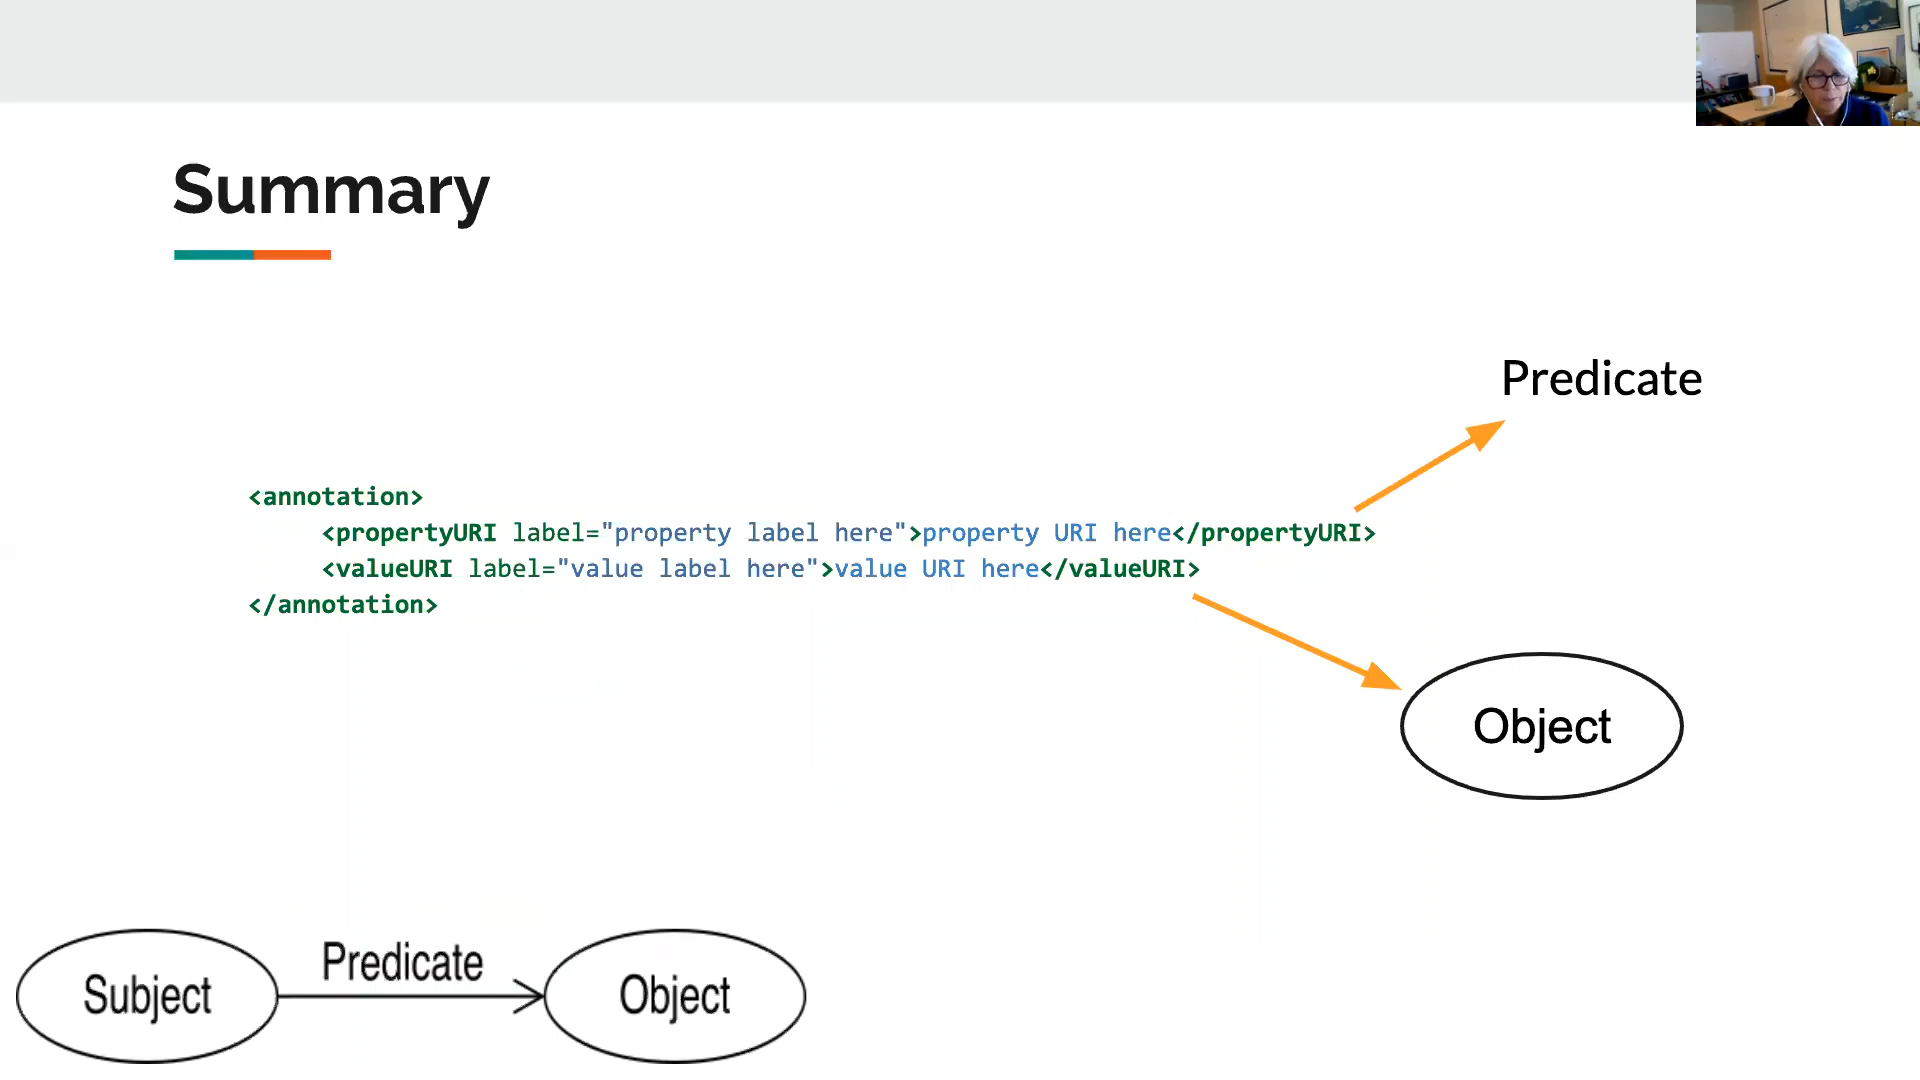 Summary
Predicate
<annotation>
<propertyURI label="property label here">property URI here</propertyURI>
<valueURI label="value label here">value URI here</valueURI>
</annotation>
Object
Predicate
Subject
Object